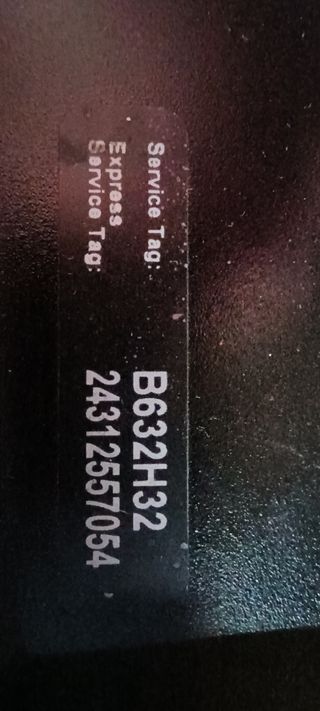 Service Tag: B632H32
Express
Service Tag: 24312557054